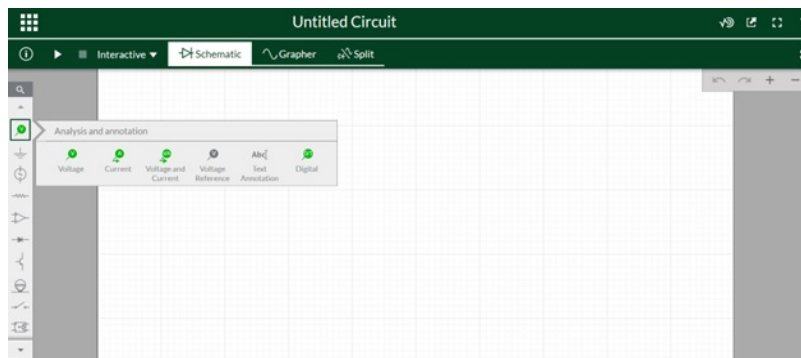 Untitled Circuit
Interactive
Schematic
Grapher
Split
Analysis and annotation
Voltage
Current
Voltage and
Current
Voltage
Reference
Abc
Text
Annotation
Digital